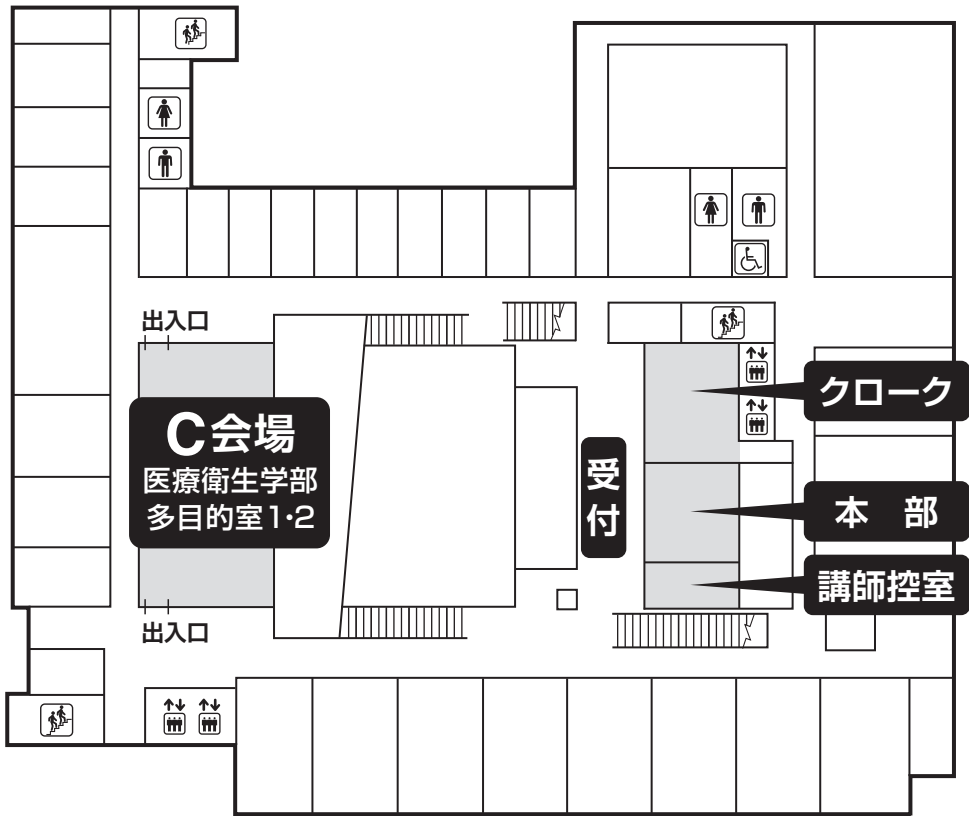 出入口
C会場
医療衛生学部
多目的室1・2
出入口
受付
クローク
本　部
講師控室